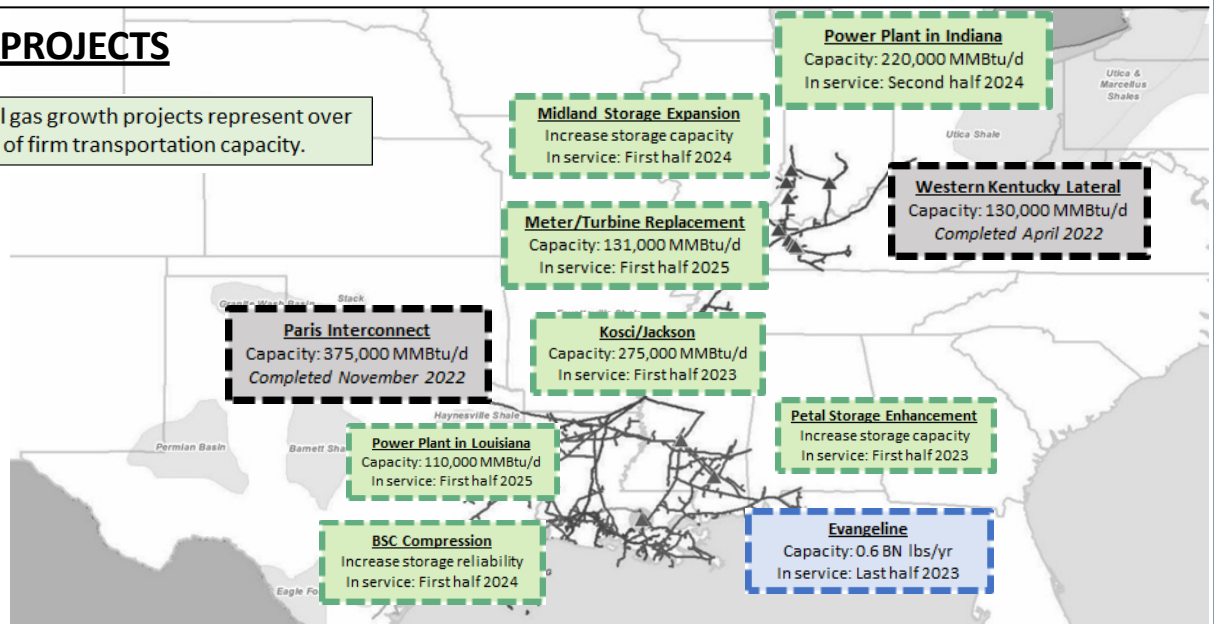 PROJECTS
l gas growth projects represent over
of firm transportation capacity.
Power Plant in Indiana
Capacity: 220,000 MMBtu/d
In service: Second half 2024
Utica &
Marcellus
Shales
Utica Shale
Midland Storage Expansion
Increase storage capacity
In service: First half 2024
Western Kentucky Lateral
Capacity: 130,000 MMBtu/d
Completed April 2022
Meter/Turbine Replacement
Capacity: 131,000 MMBtu/d
In service: First half 2025
Stack
Paris Interconnect
Capacity: 375,000 MMBtu/d
Completed November 2022
Kosci/Jackson
Capacity: 275,000 MMBtu/d
In service: First half 2023
Haynesville Shale
Permian Basin
Barnett Sha
Power Plant in Louisiana
Capacity: 110,000 MMBtu/d
In service: First half 2025
Petal Storage Enhancement
Increase storage capacity
In service: First half 2023
BSC Compression
Increase storage reliability
In service: First half 2024
Evangeline
Capacity: 0.6 BN lbs/yr
In service: Last half 2023
Eagle Fo